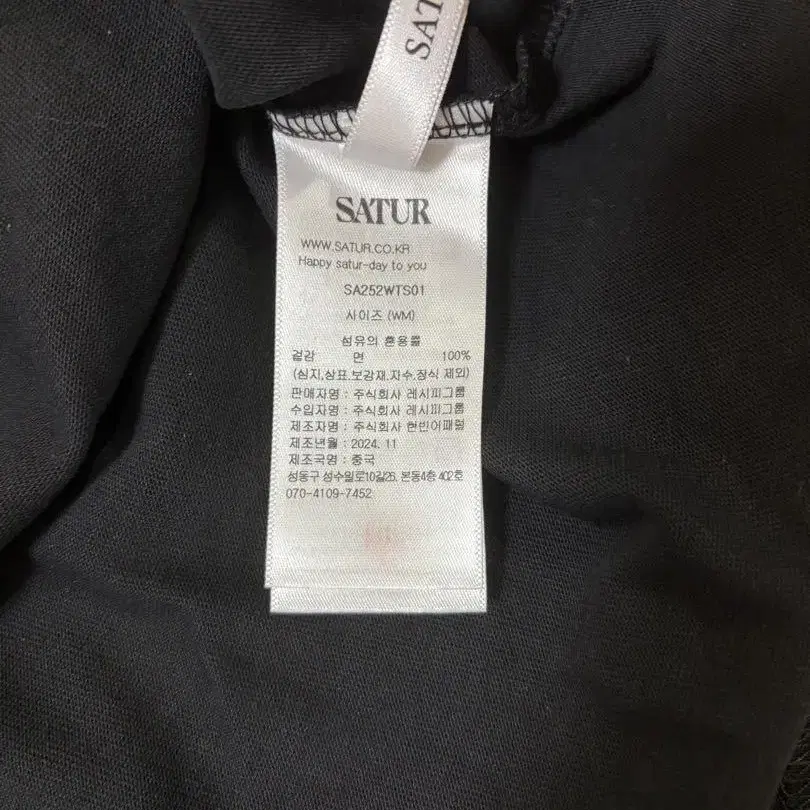 SAT
SATUR
WWW.SATUR.CO.KR
Happy satur-day to you
SA252WTS01
사이즈 (WM)
섬유의 혼용률
겉감 면 100%
(심지,상표.보강재.자수.장식 제외)
판매자명 : 주식회사 레시피그룹
수입자명 : 주식회사 레시피그룹
제조자명 : 주식회사 현빈어패럴
제조년월 : 2024. 11
제조국명 : 중국
성동구 성수일로10길26. 본동4층 402호
070-4109-7452